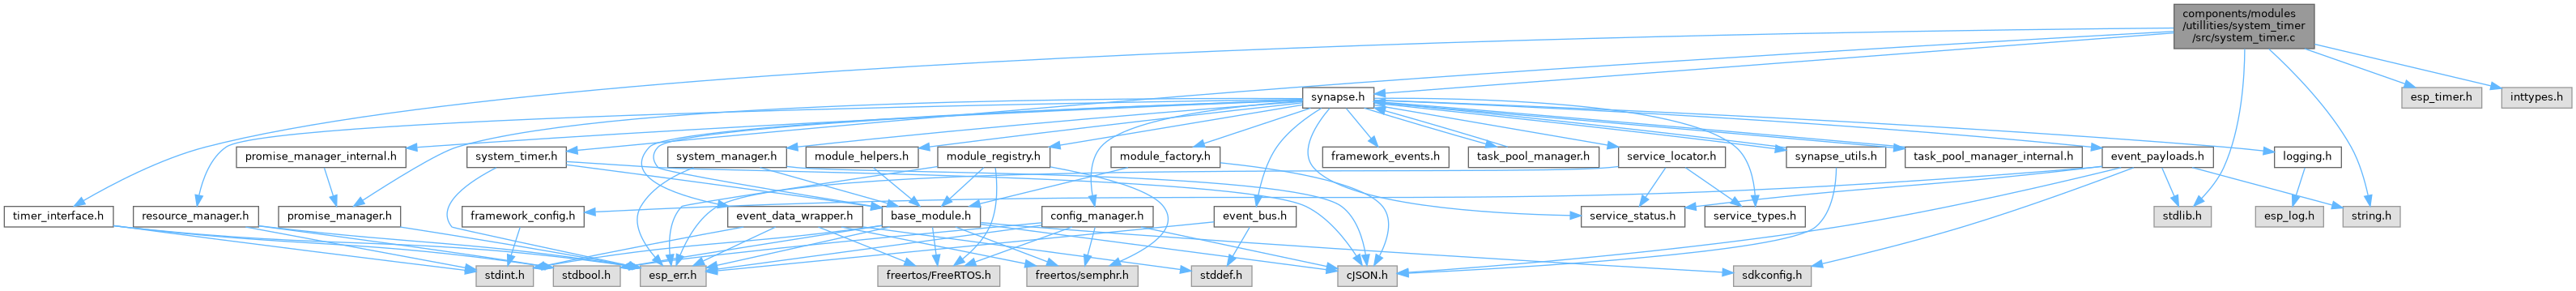 components/modules
/utillities/system_timer
/src/system_timer.c
synapse.h
esp_timer.h
inttypes.h
promise_manager_internal.h
system_timer.h
system_manager.h
module_helpers.h
module_registry.h
module_factory.h
framework_events.h
task_pool_manager.h
service_locator.h
synapse_utils.h
task_pool_manager_internal.h
event_payloads.h
logging.h
timer_interface.h
resource_manager.h
promise_manager.h
framework_config.h
event_data_wrapper.h
base_module.h
config_manager.h
event_bus.h
service_status.h
service_types.h
stdlib.h
esp_log.h
string.h
stdint.h
stdbool.h
esp_err.h
freertos/FreeRTOS.h
freertos/semphr.h
stddef.h
cJSON.h
sdkconfig.h